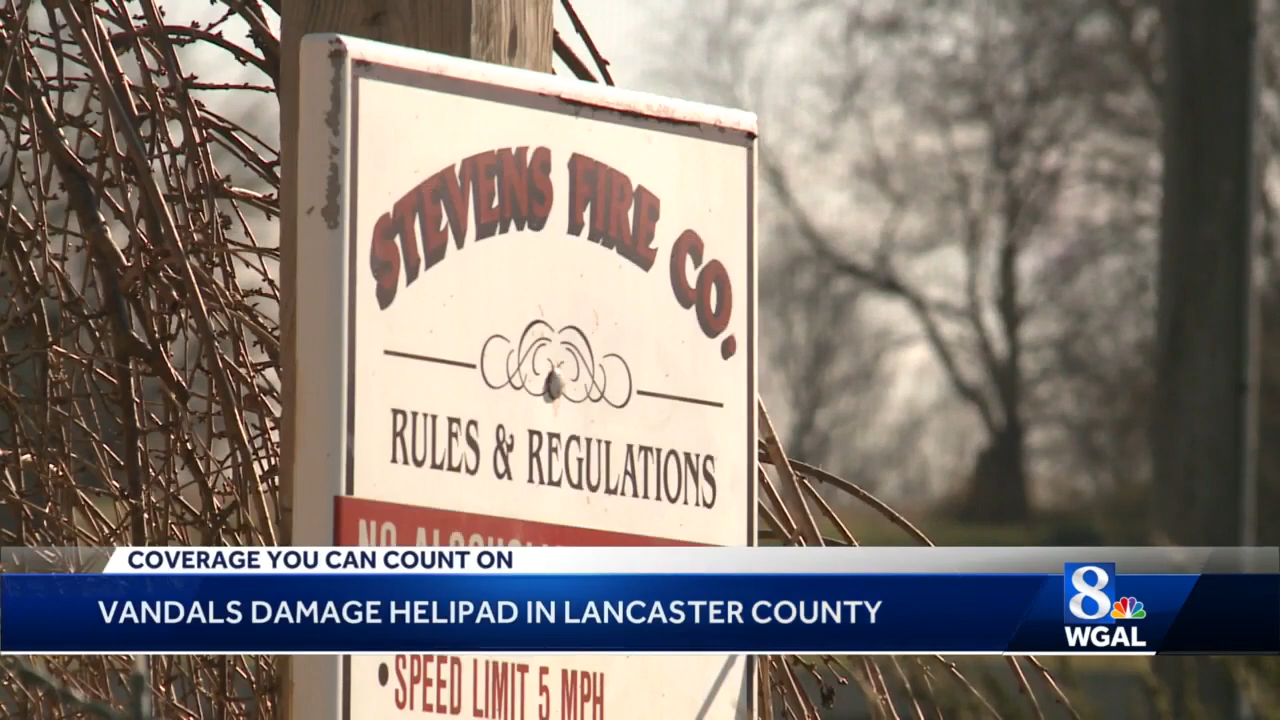 STEVENS FIRE CO.
RULES & REGULATIONS
NO
COVERAGE YOU CAN COUNT ON
VANDALS DAMAGE HELIPAD IN LANCASTER COUNTY
8
WGAL
• SPEED LIMIT 5 MPH